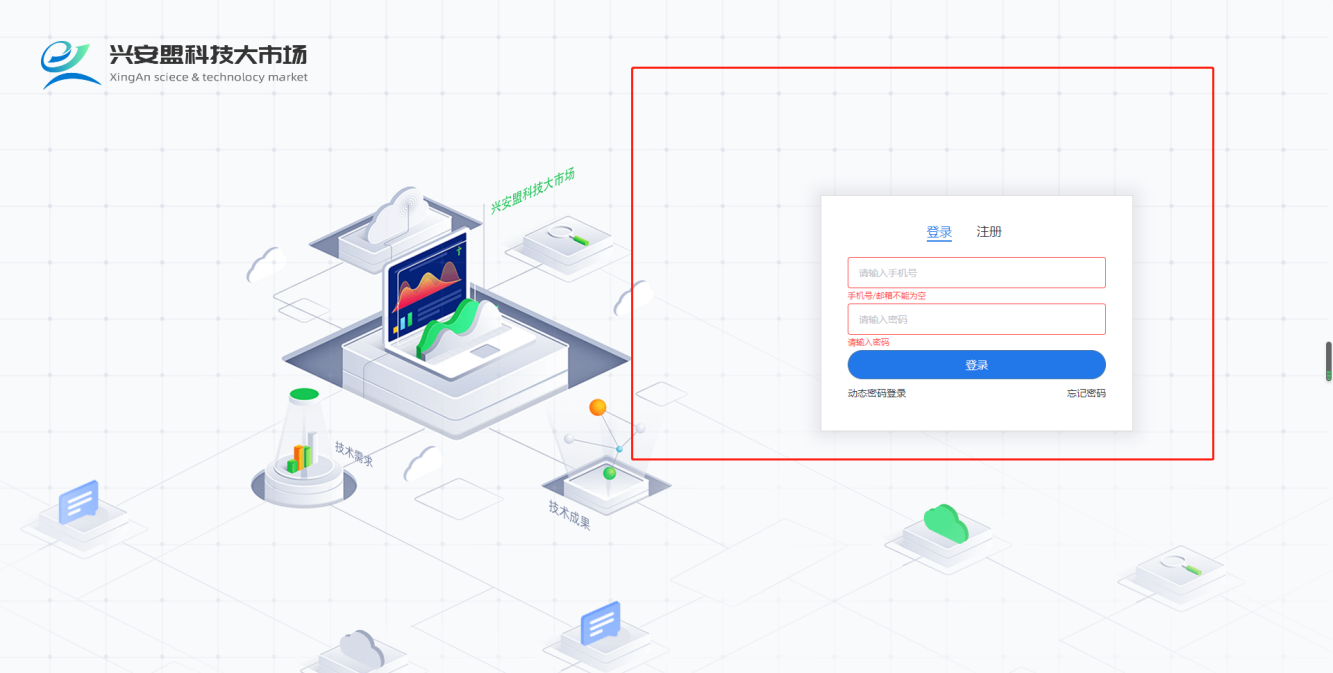 兴安盟科技大市场
XingAn sciece & technolocy market
兴安盟科技大市场
登录 注册
请输入手机号
手机号/邮箱不能为空
请输入密码
请输入密码
登录
动态密码登录 忘记密码
技术需求
技术成果